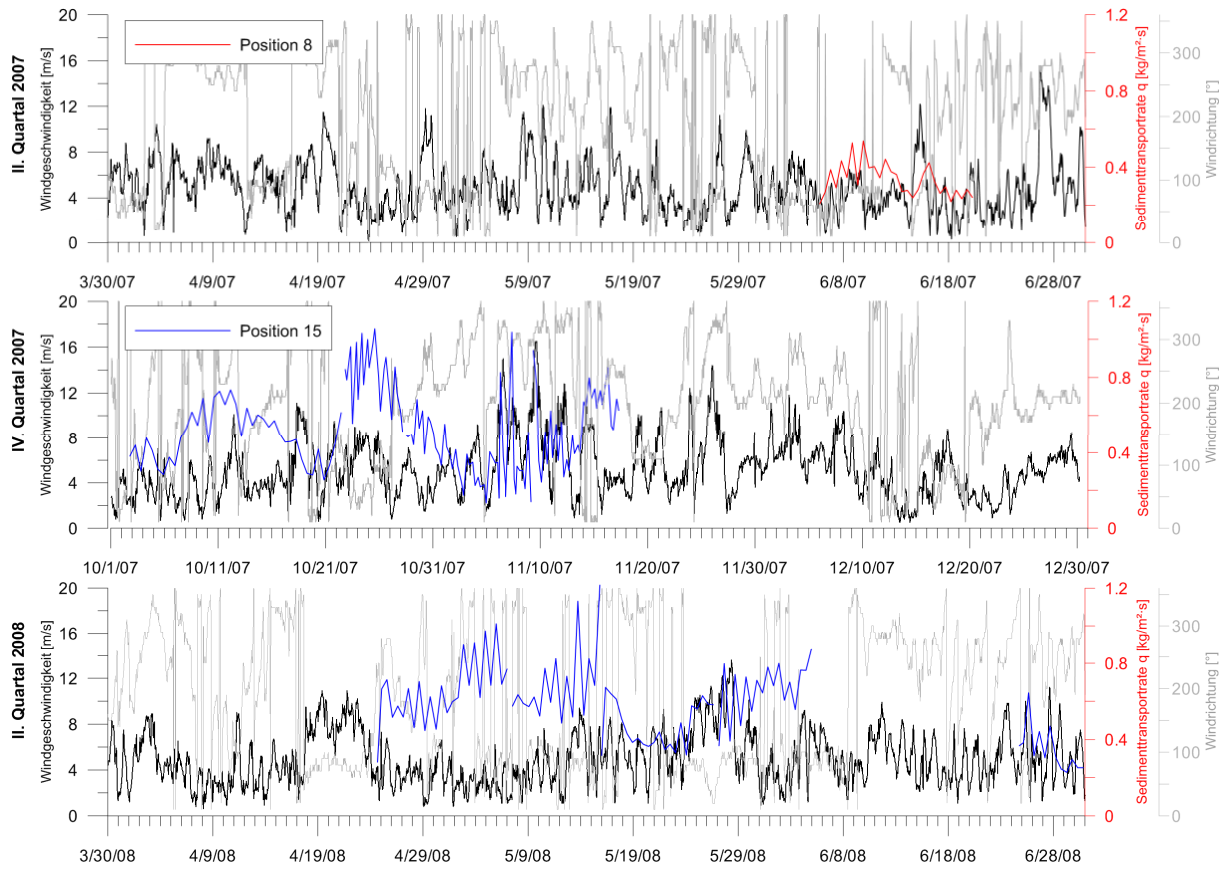 II. Quartal 2007
Windgeschwindigkeit [m/s]
20
16
12
8
4
0
Position 8
1.2
0.8
0.4
0
Sedimenttransportrate q [kg/m²·s]
300
200
100
0
Windrichtung [°]
3/30/07 4/9/07 4/19/07 4/29/07 5/9/07 5/19/07 5/29/07 6/8/07 6/18/07 6/28/07
IV. Quartal 2007
Windgeschwindigkeit [m/s]
20
16
12
8
4
0
Position 15
1.2
0.8
0.4
0
Sedimenttransportrate q [kg/m²·s]
300
200
100
0
Windrichtung [°]
10/1/07 10/11/07 10/21/07 10/31/07 11/10/07 11/20/07 11/30/07 12/10/07 12/20/07 12/30/07
II. Quartal 2008
Windgeschwindigkeit [m/s]
20
16
12
8
4
0
1.2
0.8
0.4
0
Sedimenttransportrate q [kg/m²·s]
300
200
100
0
Windrichtung [°]
3/30/08 4/9/08 4/19/08 4/29/08 5/9/08 5/19/08 5/29/08 6/8/08 6/18/08 6/28/08